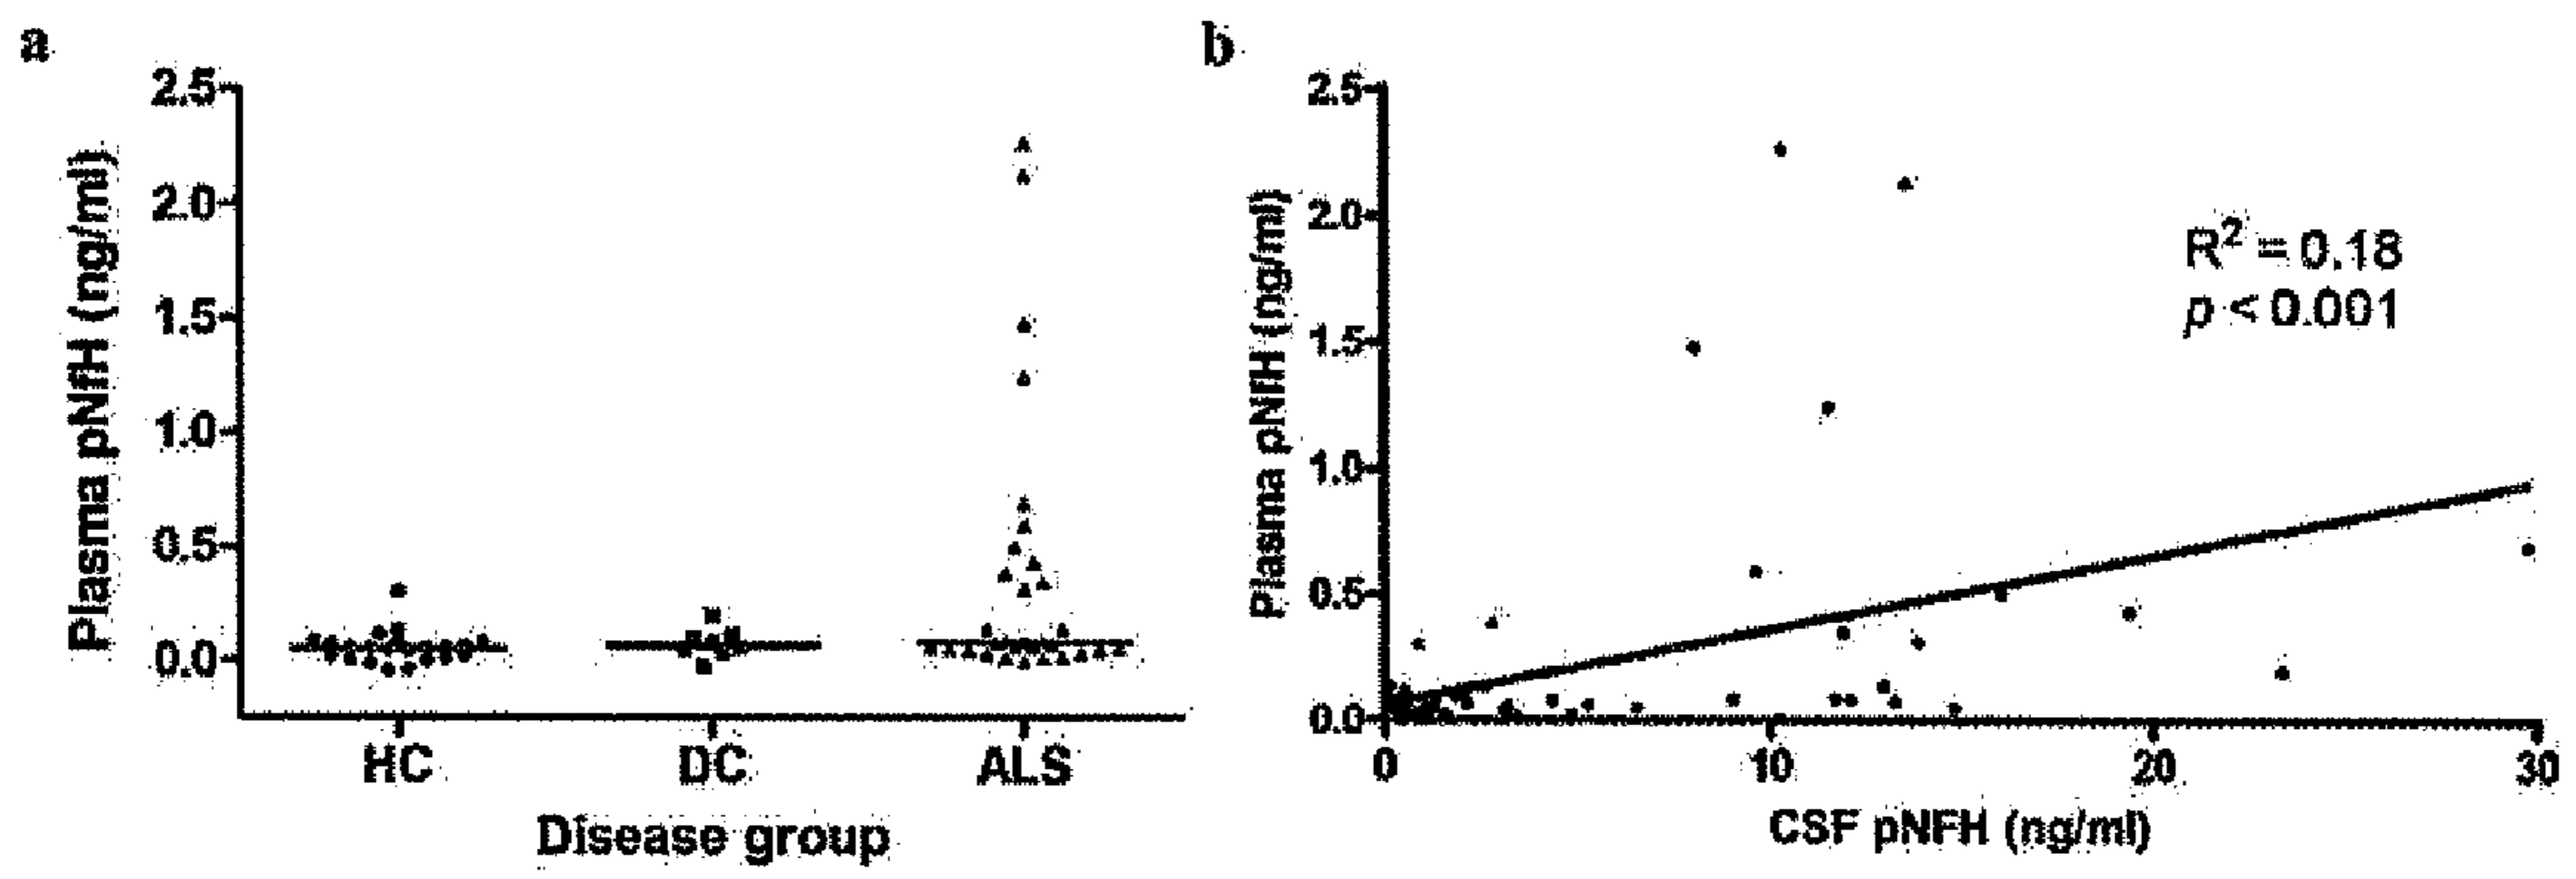 a
2.5
2.0
1.5
1.0
0.5
0.0
Plasma pNfH (ng/ml)
HC DC ALS
Disease group
b
2.5
2.0
1.5
1.0
0.5
0.0
Plasma pNfH (ng/ml)
R² = 0.18
p < 0.001
0 10 20 30
CSF pNFH (ng/ml)